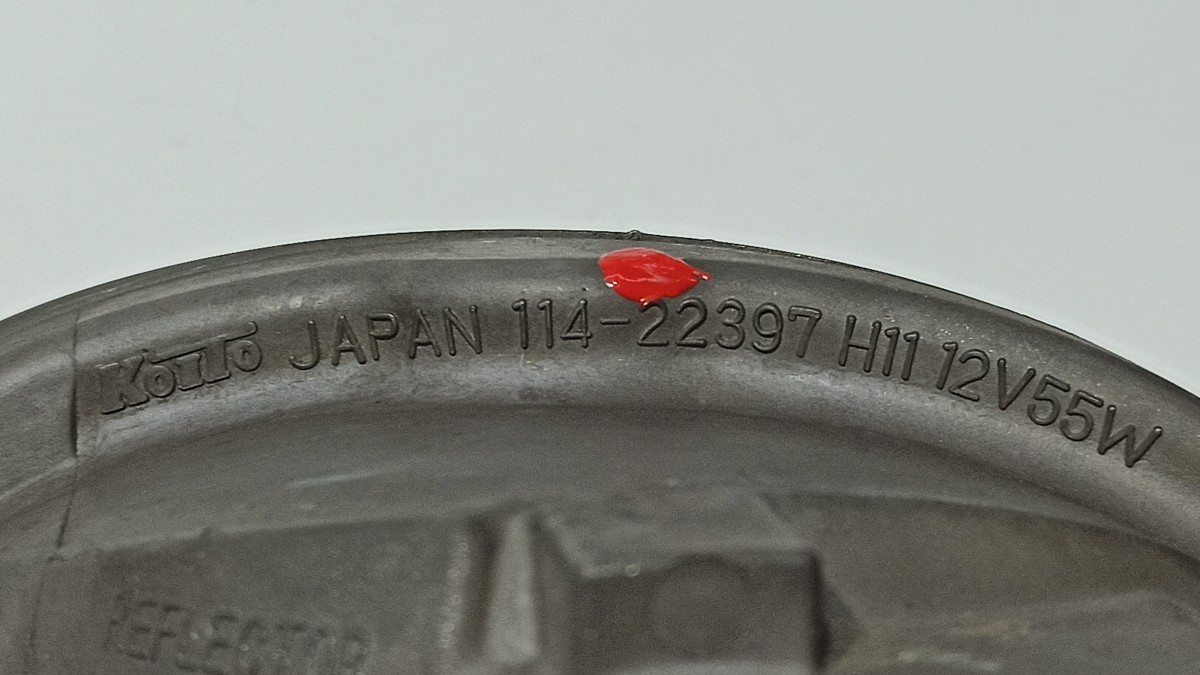 KOITO JAPAN 114-22397 H11 12V55W
REFLECTOR